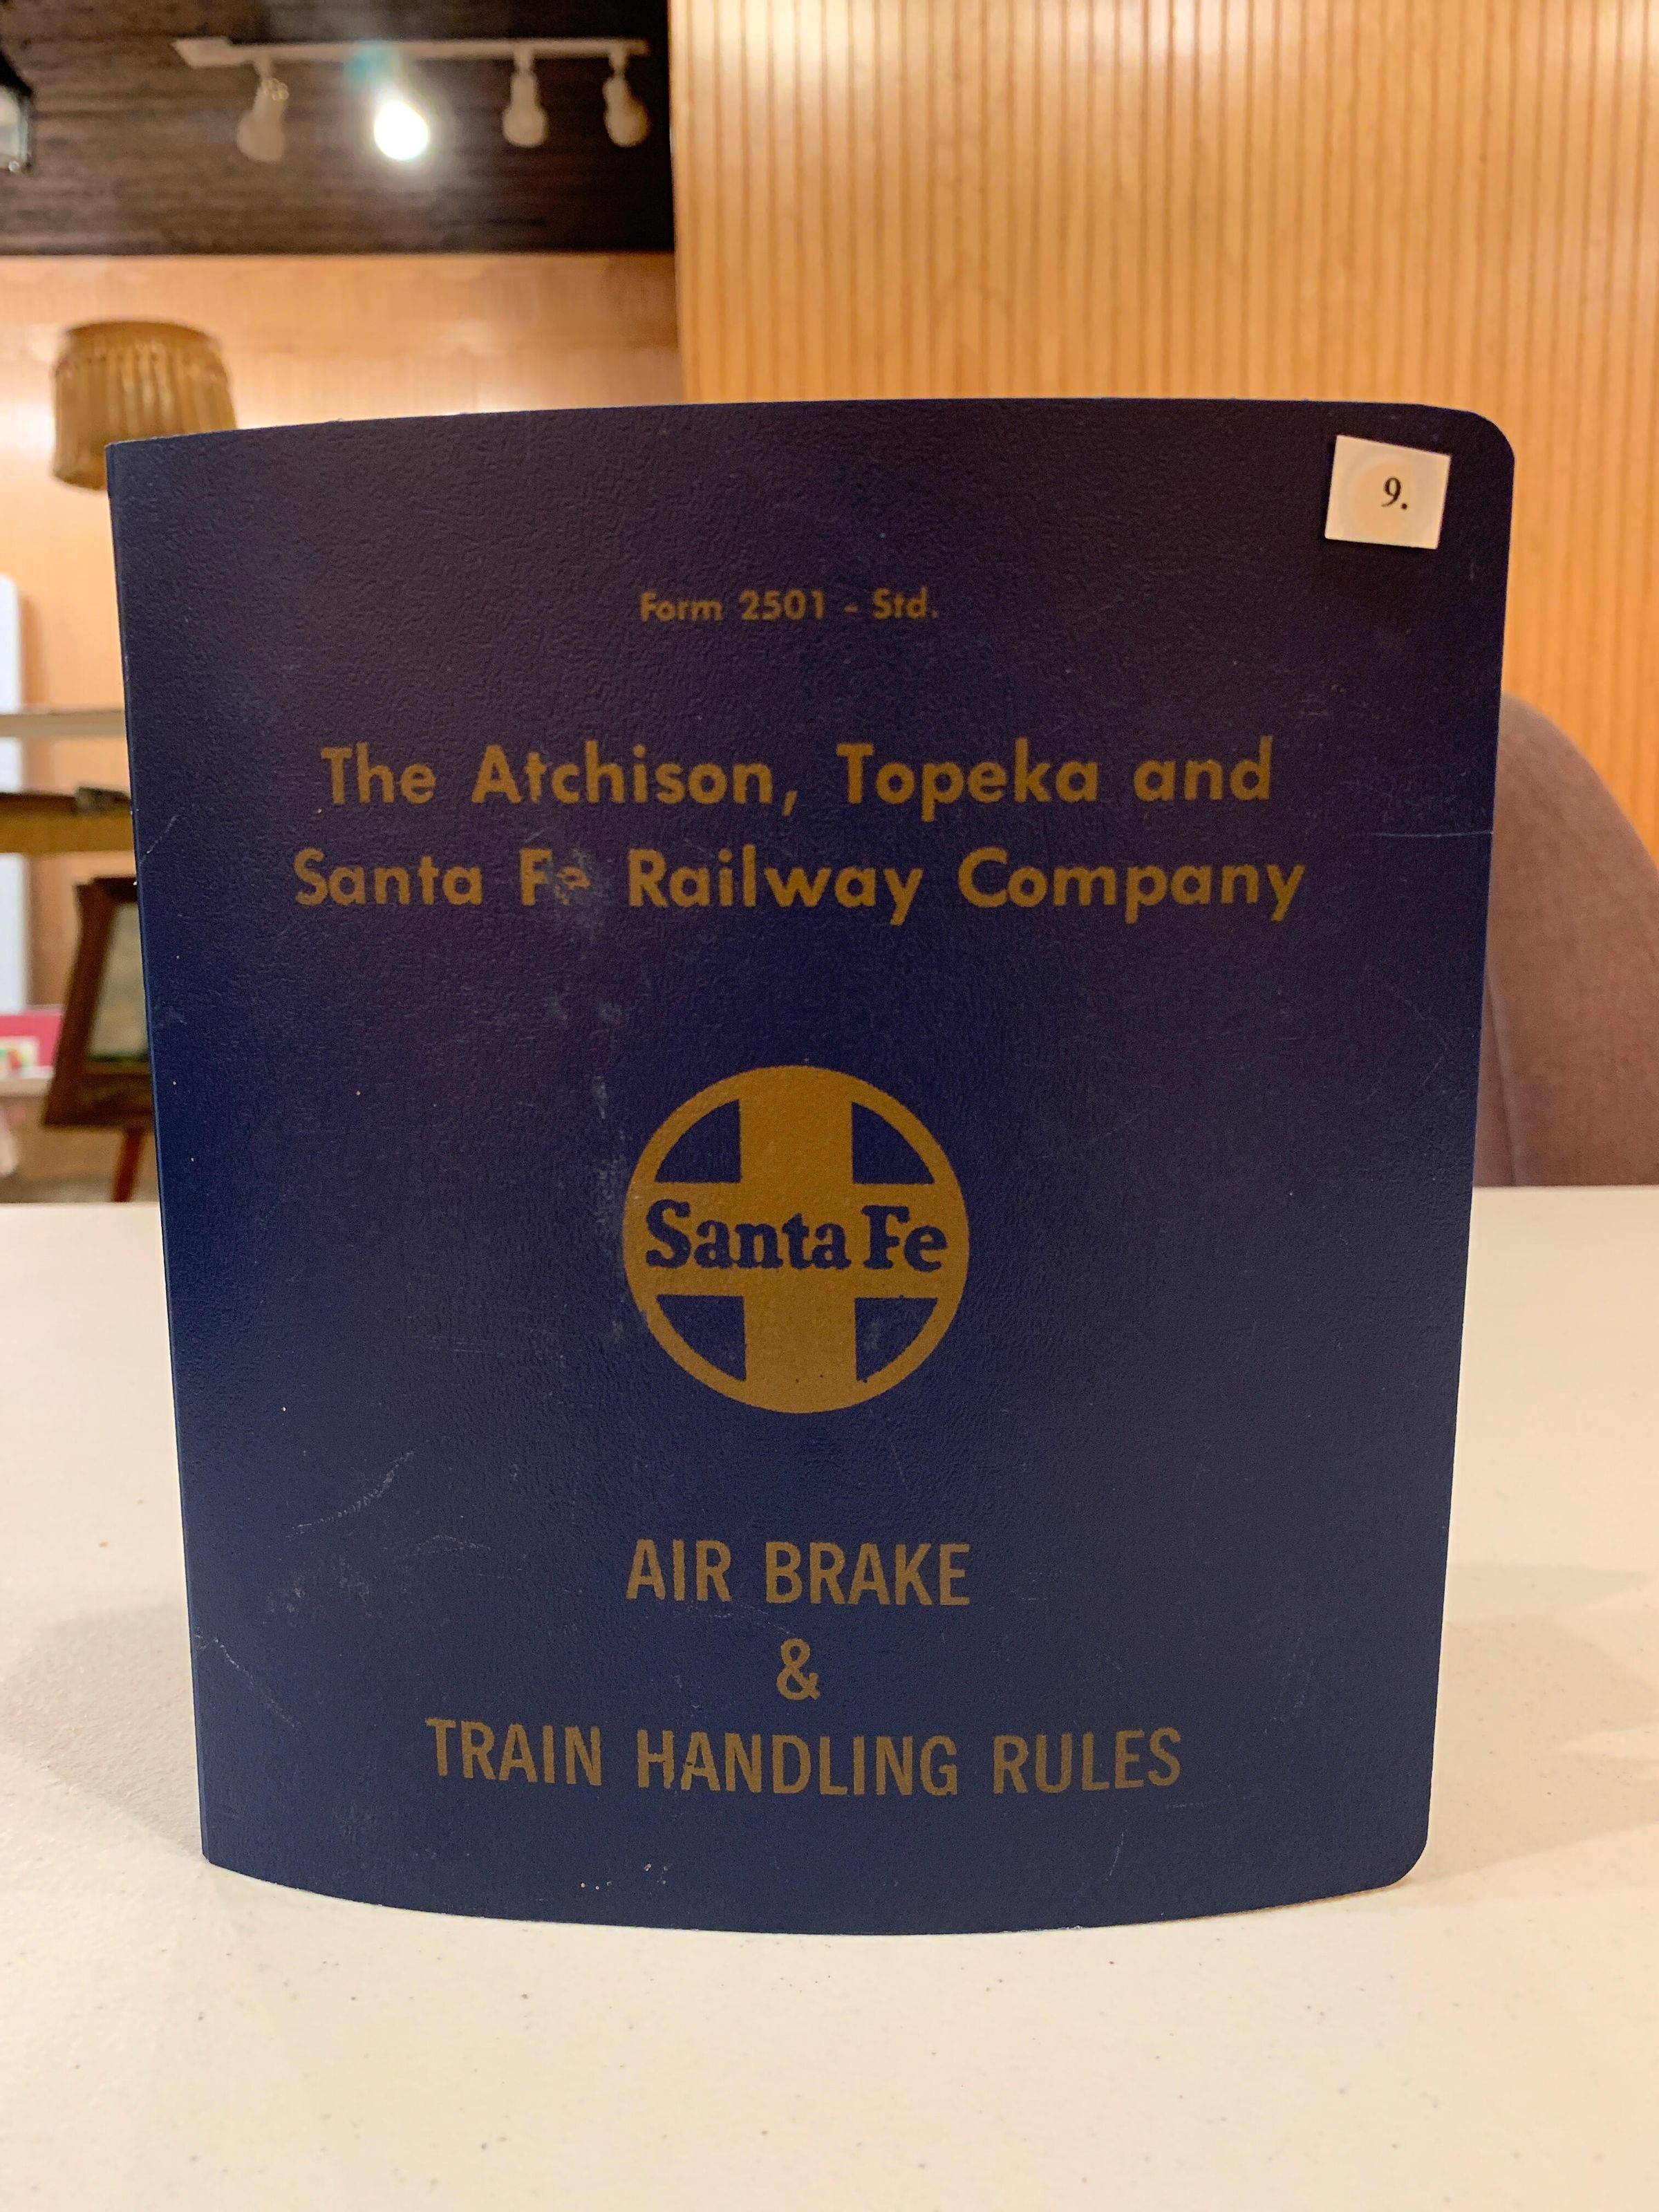 9.
Form 2501 - Std.
The Atchison, Topeka and
Santa Fe Railway Company
Santa Fe
AIR BRAKE
&
TRAIN HANDLING RULES